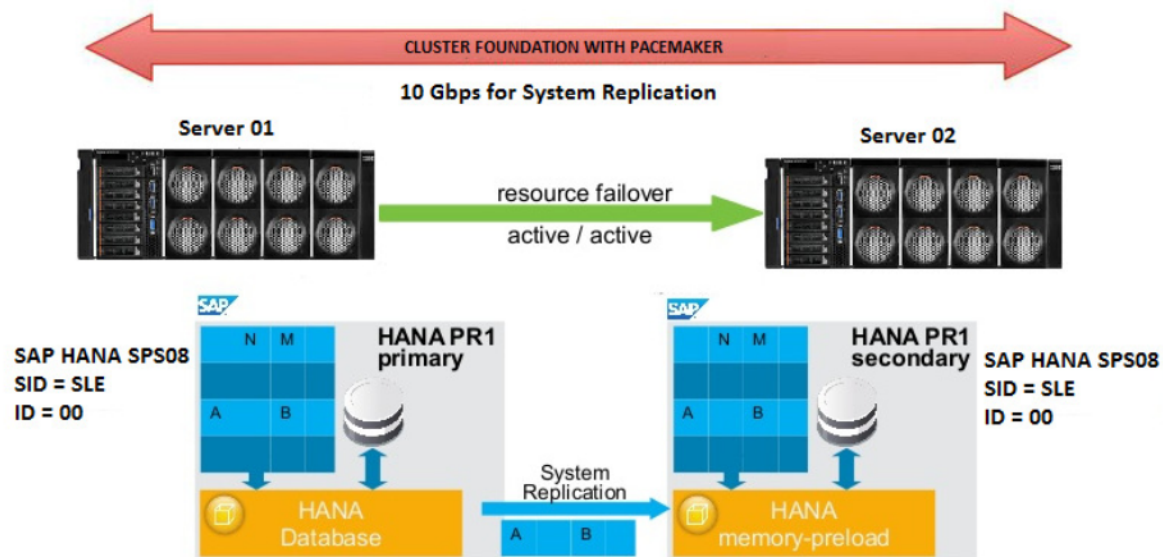 CLUSTER FOUNDATION WITH PACEMAKER
10 Gbps for System Replication
Server 01
Server 02
resource failover
active / active
SAP HANA SPS08
SID = SLE
ID = 00
SAP
N M
A B
HANA PR1
primary
HANA
Database
System
Replication
A B
SAP
N M
A B
HANA PR1
secondary
HANA
memory-preload
SAP HANA SPS08
SID = SLE
ID = 00